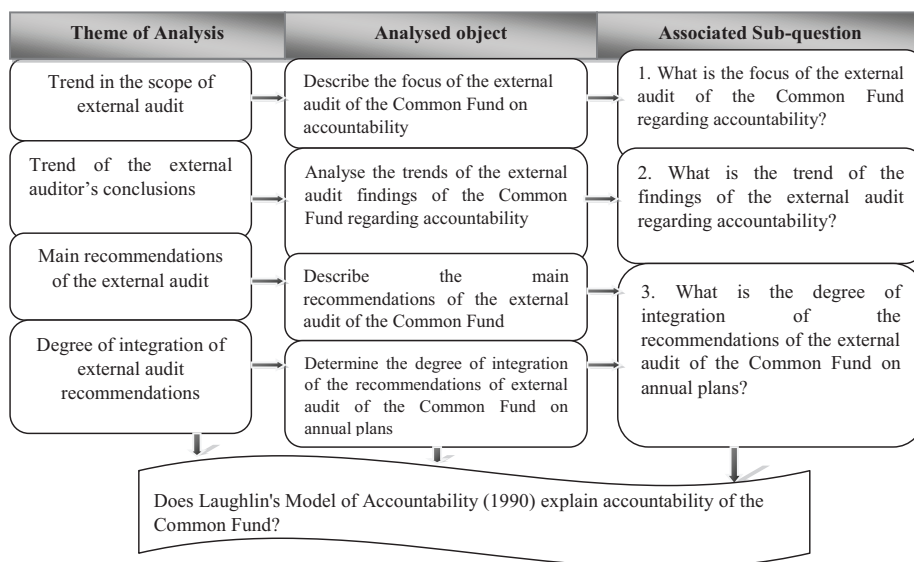 Theme of Analysis
Analysed object
Associated Sub-question
Trend in the scope of
external audit
Describe the focus of the external
audit of the Common Fund on
accountability
1. What is the focus of the external
audit of the Common Fund
regarding accountability?
Trend of the external
auditor's conclusions
Analyse the trends of the external
audit findings of the Common
Fund regarding accountability
2. What is the trend of the
findings of the external audit
regarding accountability?
Main recommendations
of the external audit
Describe the main
recommendations of the external
audit of the Common Fund
3. What is the degree of
integration of the
recommendations of the external
audit of the Common Fund on
annual plans?
Degree of integration of
external audit
recommendations
Determine the degree of integration
of the recommendations of external
audit of the Common Fund on
annual plans
Does Laughlin's Model of Accountability (1990) explain accountability of the
Common Fund?